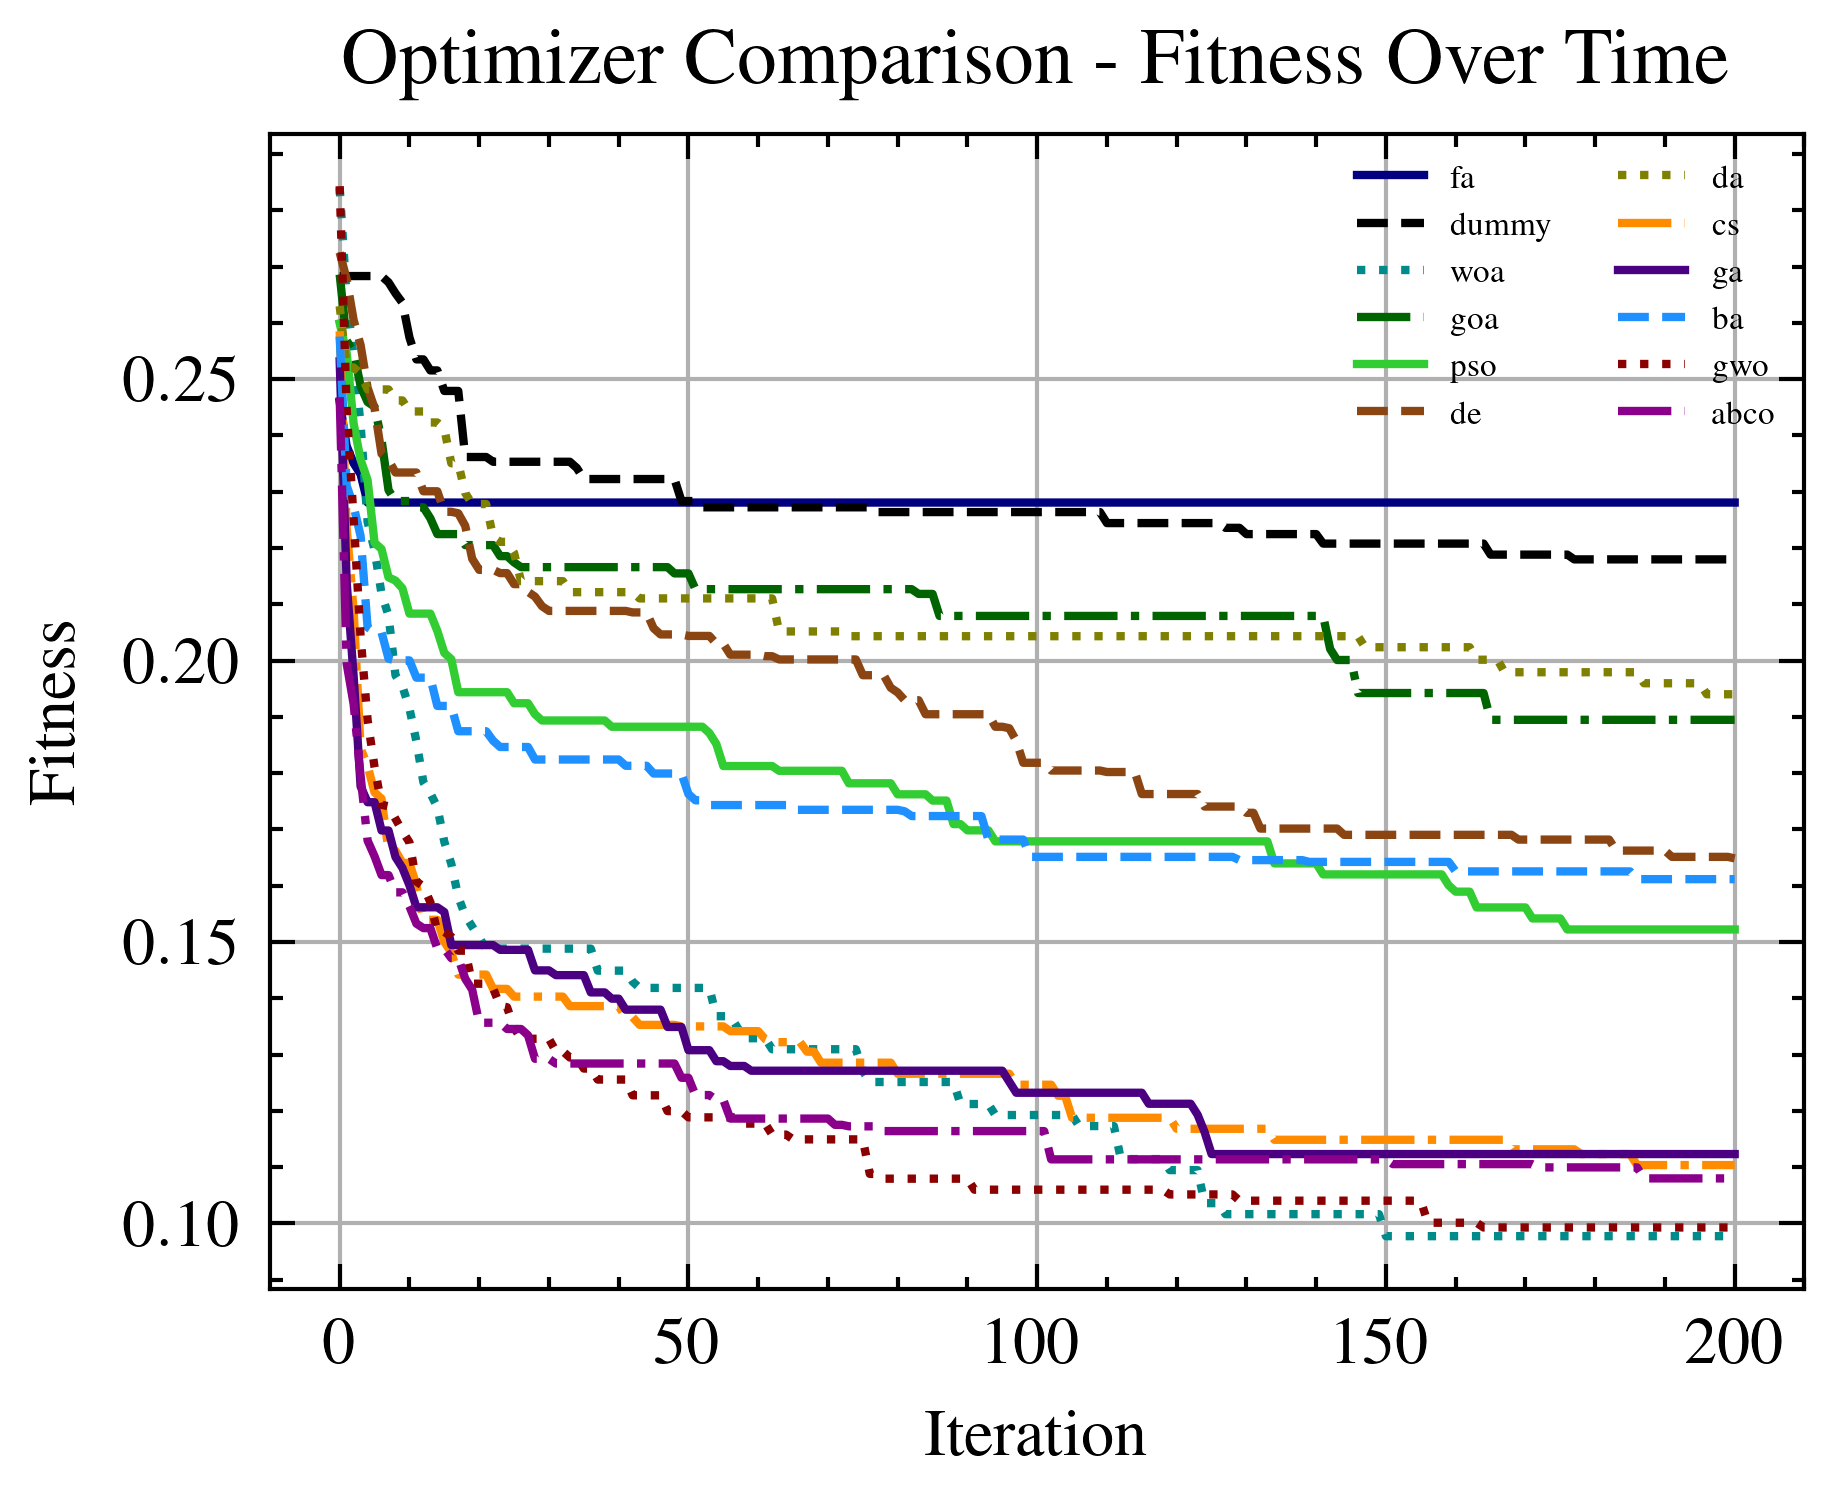 Optimizer Comparison - Fitness Over Time
fa
dummy
woa
goa
pso
de
da
cs
ga
ba
gwo
abco
Fitness
0.25
0.20
0.15
0.10
0 50 100 150 200
Iteration